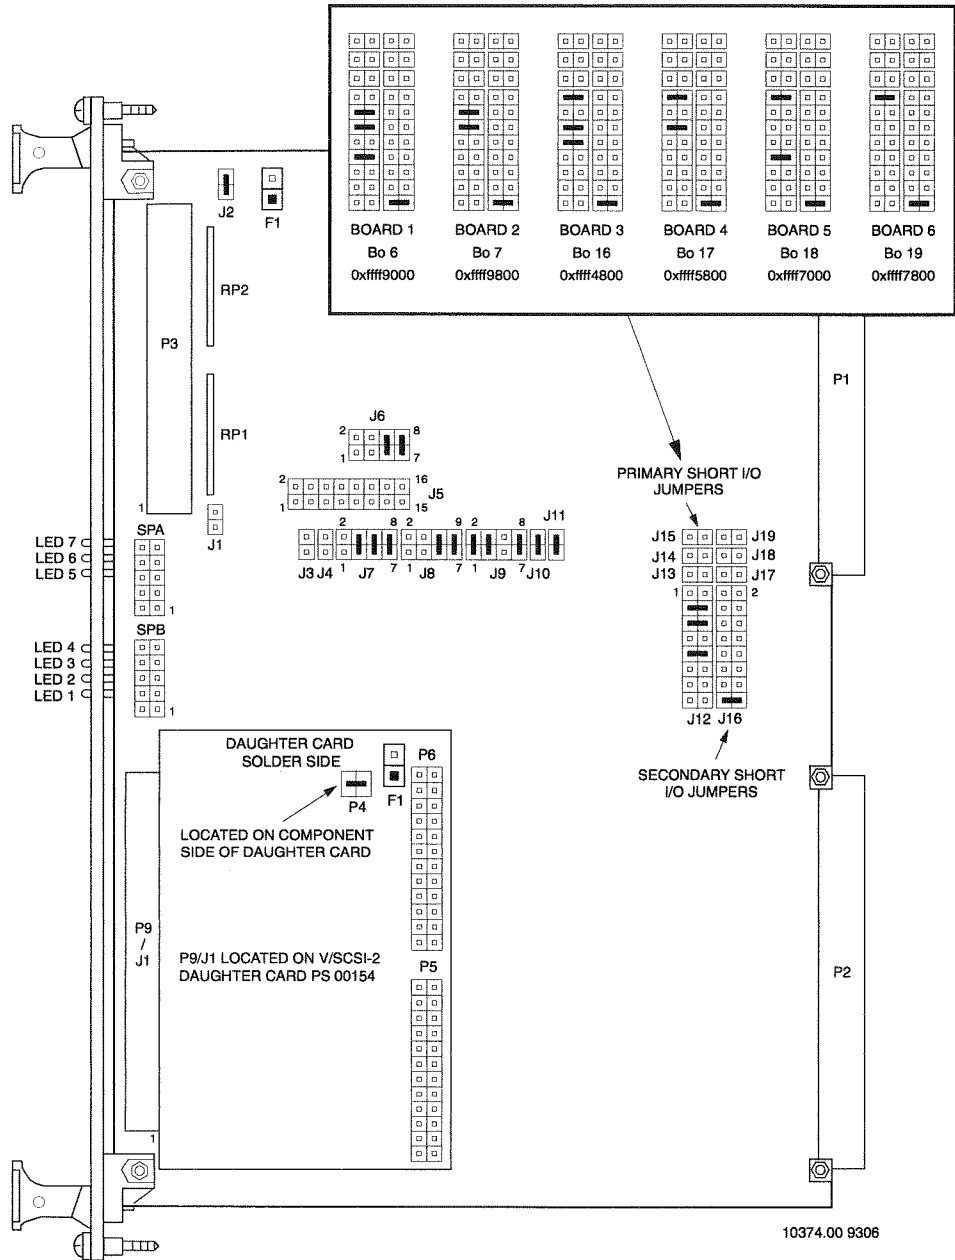 BOARD 1
Bo 6
0xffff9000
BOARD 2
Bo 7
0xffff9800
BOARD 3
Bo 16
0xffff4800
BOARD 4
Bo 17
0xffff5800
BOARD 5
Bo 18
0xffff7000
BOARD 6
Bo 19
0xffff7800
J2
F1
RP2
P3
P1
RP1
1
J6
2
8
1
7
2
16
1
15
J5
J1
J11
2
8
2
9
2
8
J3
J4
1
J7
7
1
J8
7
1
J9
7
J10
PRIMARY SHORT I/O
JUMPERS
J15
J19
J14
J18
J13
J17
1
2
J12
J16
SECONDARY SHORT
I/O JUMPERS
SPA
LED 7
LED 6
LED 5
1
SPB
LED 4
LED 3
LED 2
LED 1
1
DAUGHTER CARD
SOLDER SIDE
P4
F1
P6
LOCATED ON COMPONENT
SIDE OF DAUGHTER CARD
P9
/
J1
P9/J1 LOCATED ON V/SCSI-2
DAUGHTER CARD PS 00154
P5
P2
1
10374.00 9306